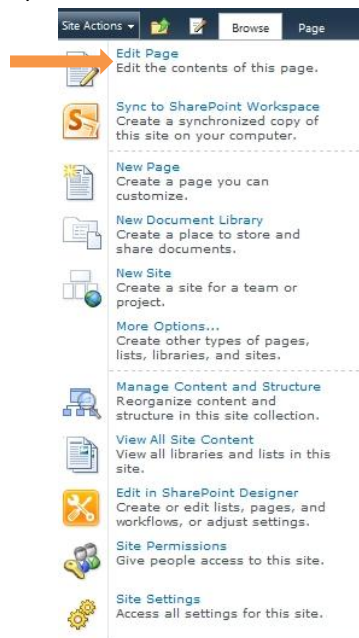 Site Actions Browse Page
Edit Page
Edit the contents of this page.
Sync to SharePoint Workspace
Create a synchronized copy of
this site on your computer.
New Page
Create a page you can
customize.
New Document Library
Create a place to store and
share documents.
New Site
Create a site for a team or
project.
More Options...
Create other types of pages,
lists, libraries, and sites.
Manage Content and Structure
Reorganize content and
structure in this site collection.
View All Site Content
View all libraries and lists in this
site.
Edit in SharePoint Designer
Create or edit lists, pages, and
workflows, or adjust settings.
Site Permissions
Give people access to this site.
Site Settings
Access all settings for this site.